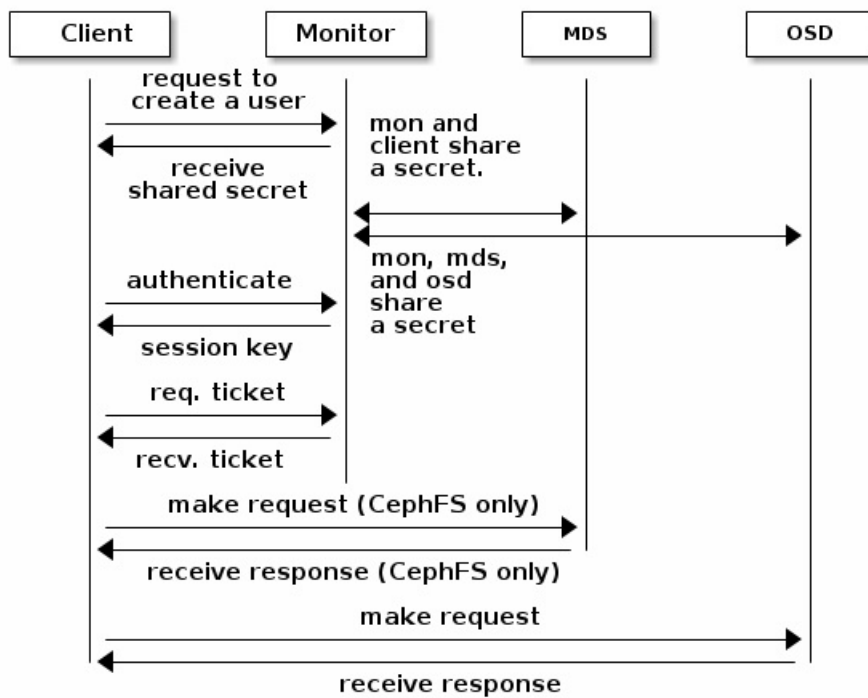 Client
Monitor
MDS
OSD
request to
create a user
mon and
client share
a secret.
receive
shared secret
mon, mds,
and osd
share
a secret
authenticate
session key
req. ticket
recv. ticket
make request (CephFS only)
receive response (CephFS only)
make request
receive response